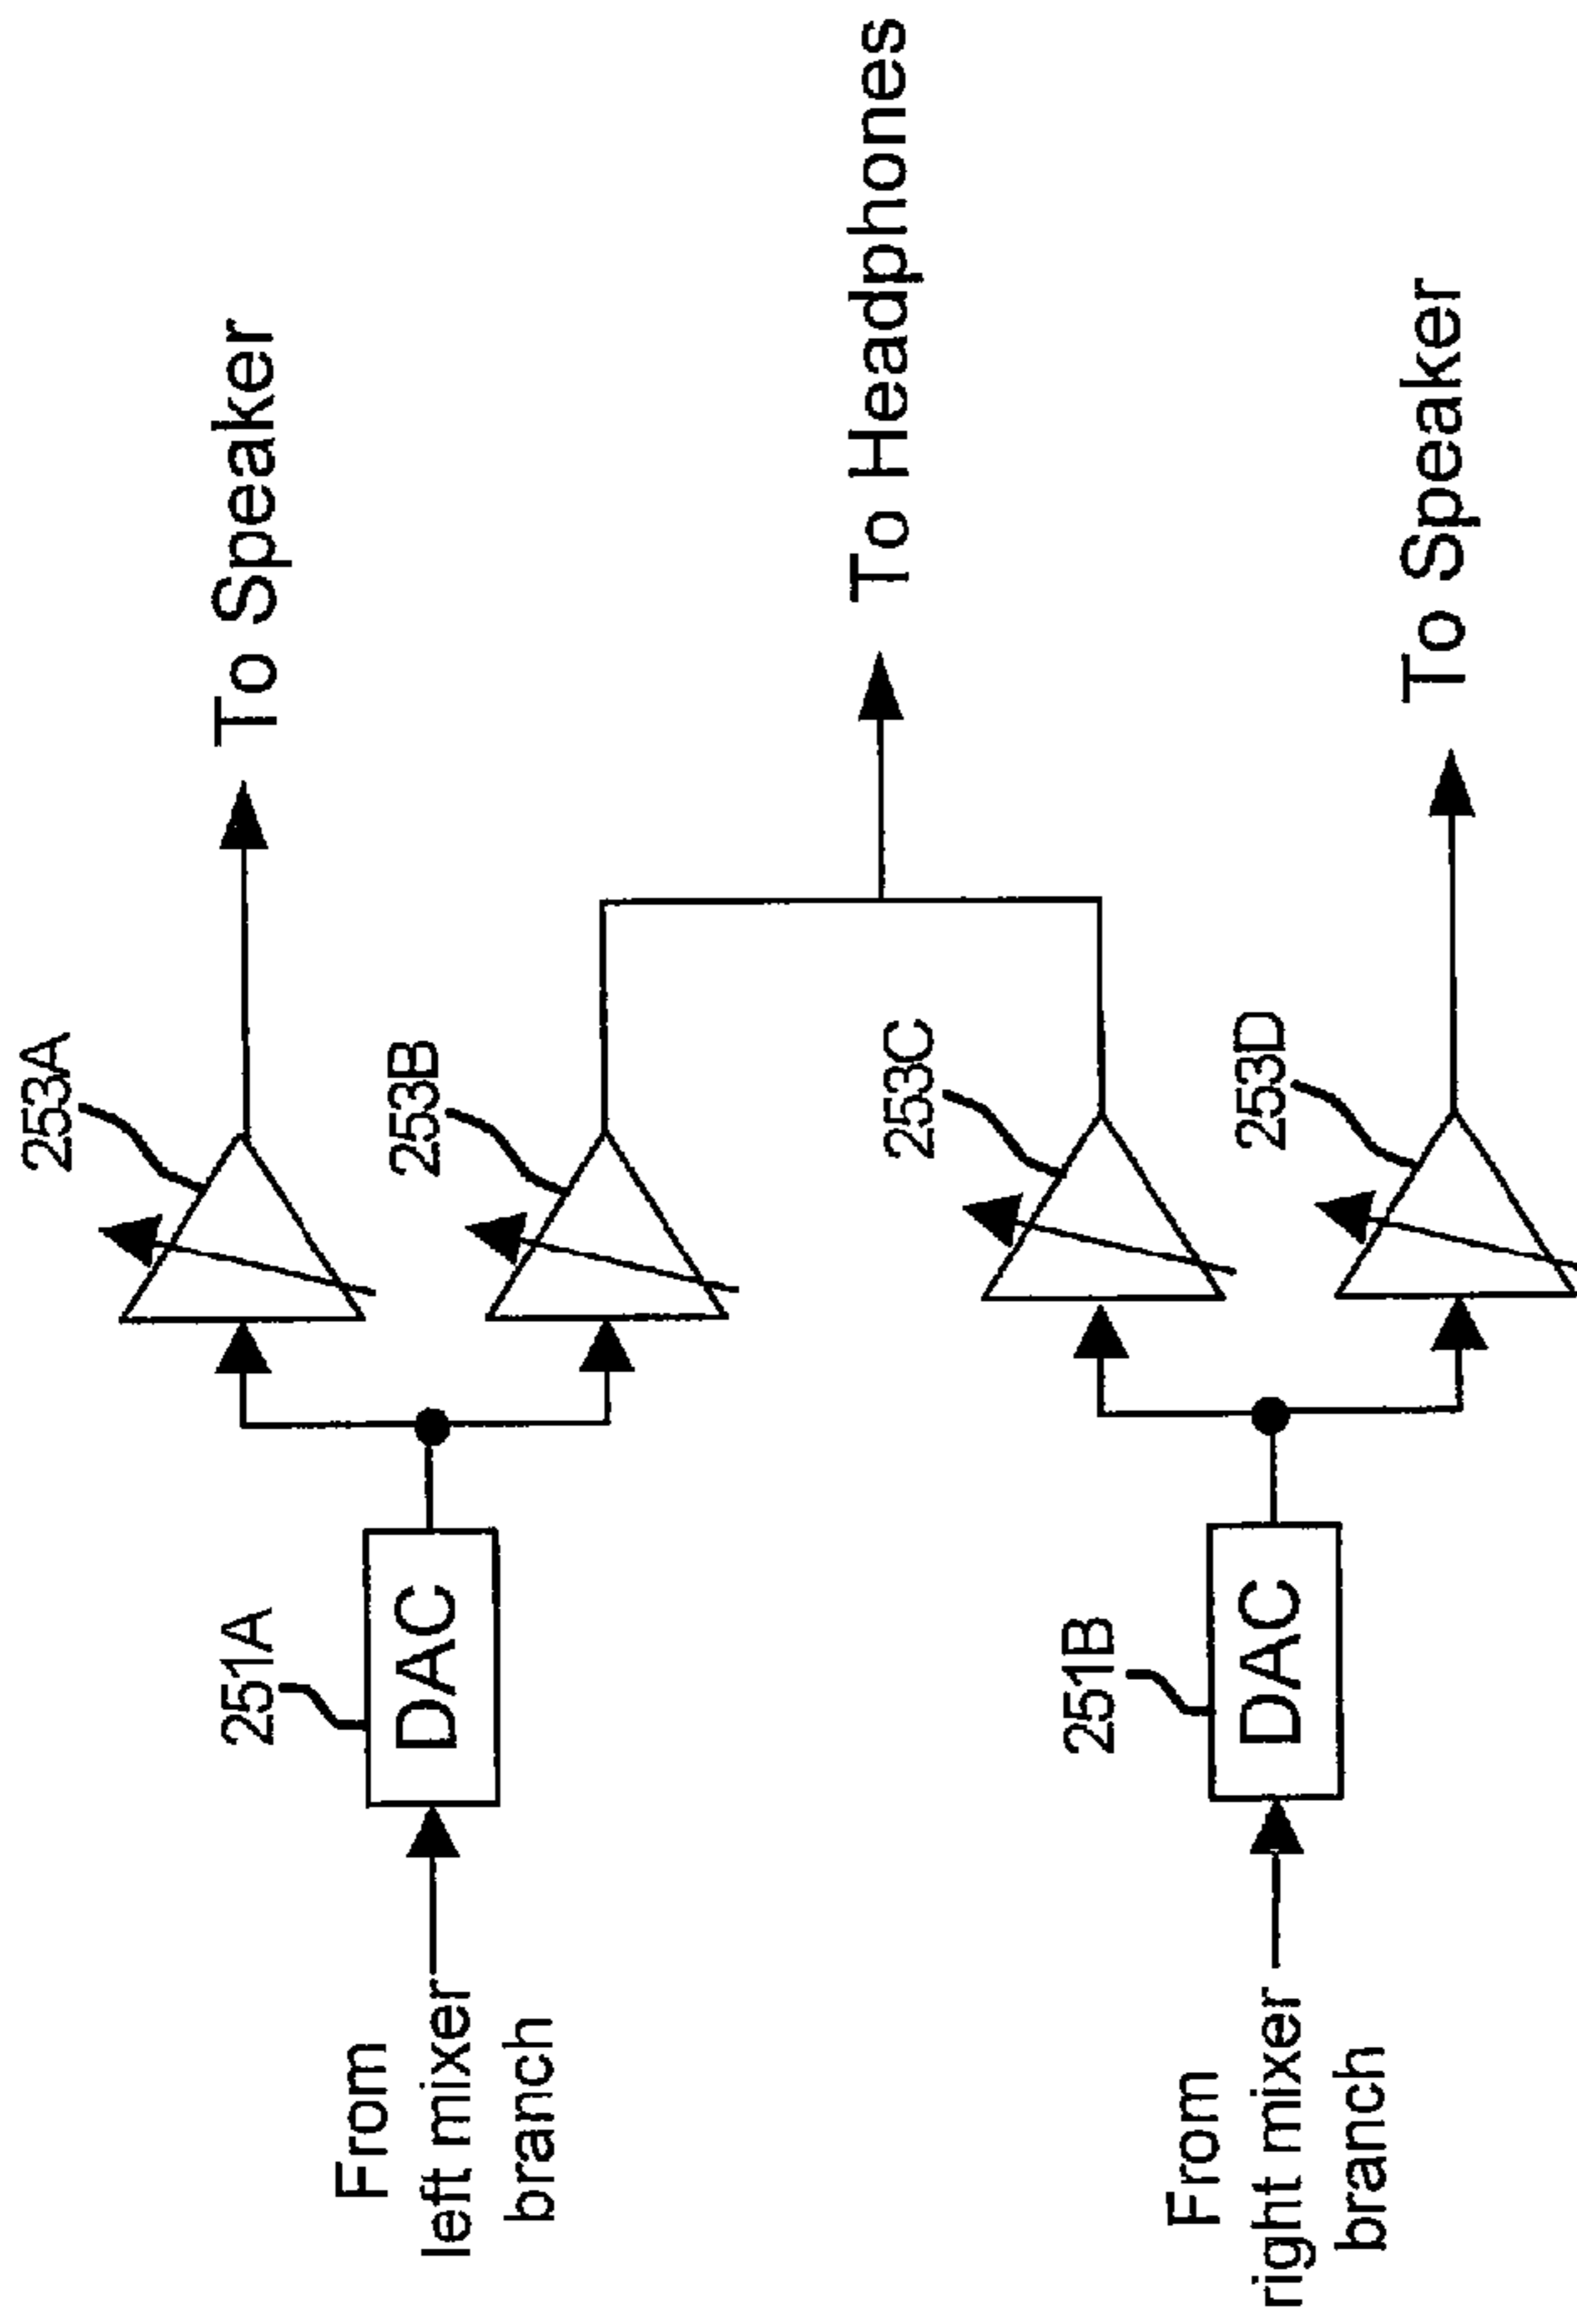 From
left mixer
branch
251A
DAC
253A
253B
To Speaker
To Headphones
From
right mixer
branch
251B
DAC
253C
253D
To Speaker